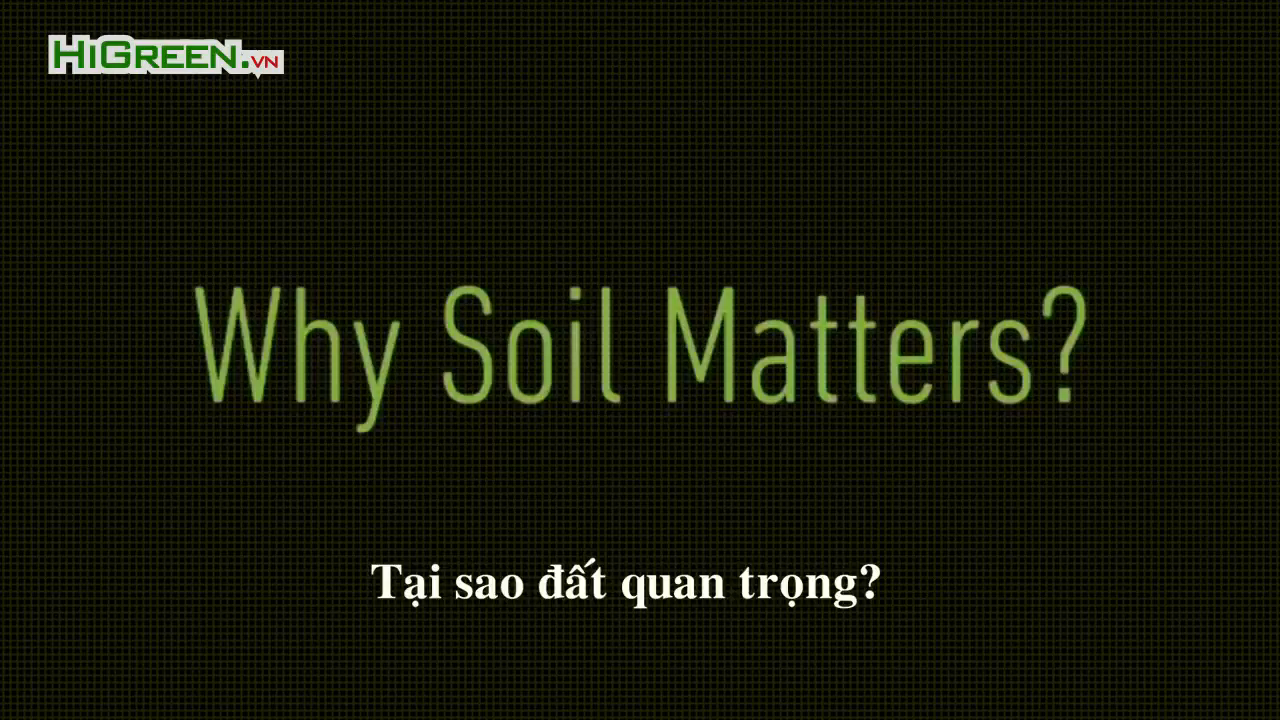 HiGreen.vn
Why Soil Matters?
Tại sao đất quan trọng?